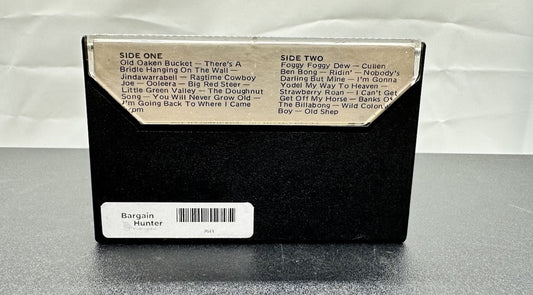 SIDE ONE
Old Oaken Bucket — There's A
Bridle Hanging On The Wall —
Jindawarrabell — Ragtime Cowboy
Joe — Ooleera — Big Red Steer —
Little Green Valley — The Doughnut
Song — You Will Never Grow Old —
I'm Going Back To Where I Came
From
SIDE TWO
Foggy Foggy Dew — Cullen
Ben Bong — Ridin' — Nobody's
Darling But Mine — I'm Gonna
Yodel My Way To Heaven —
Strawberry Roan — I Can't Get
Get Off My Horse — Banks Of
The Billabong — Wild Colonial
Boy — Old Shep
Bargain
Hunter